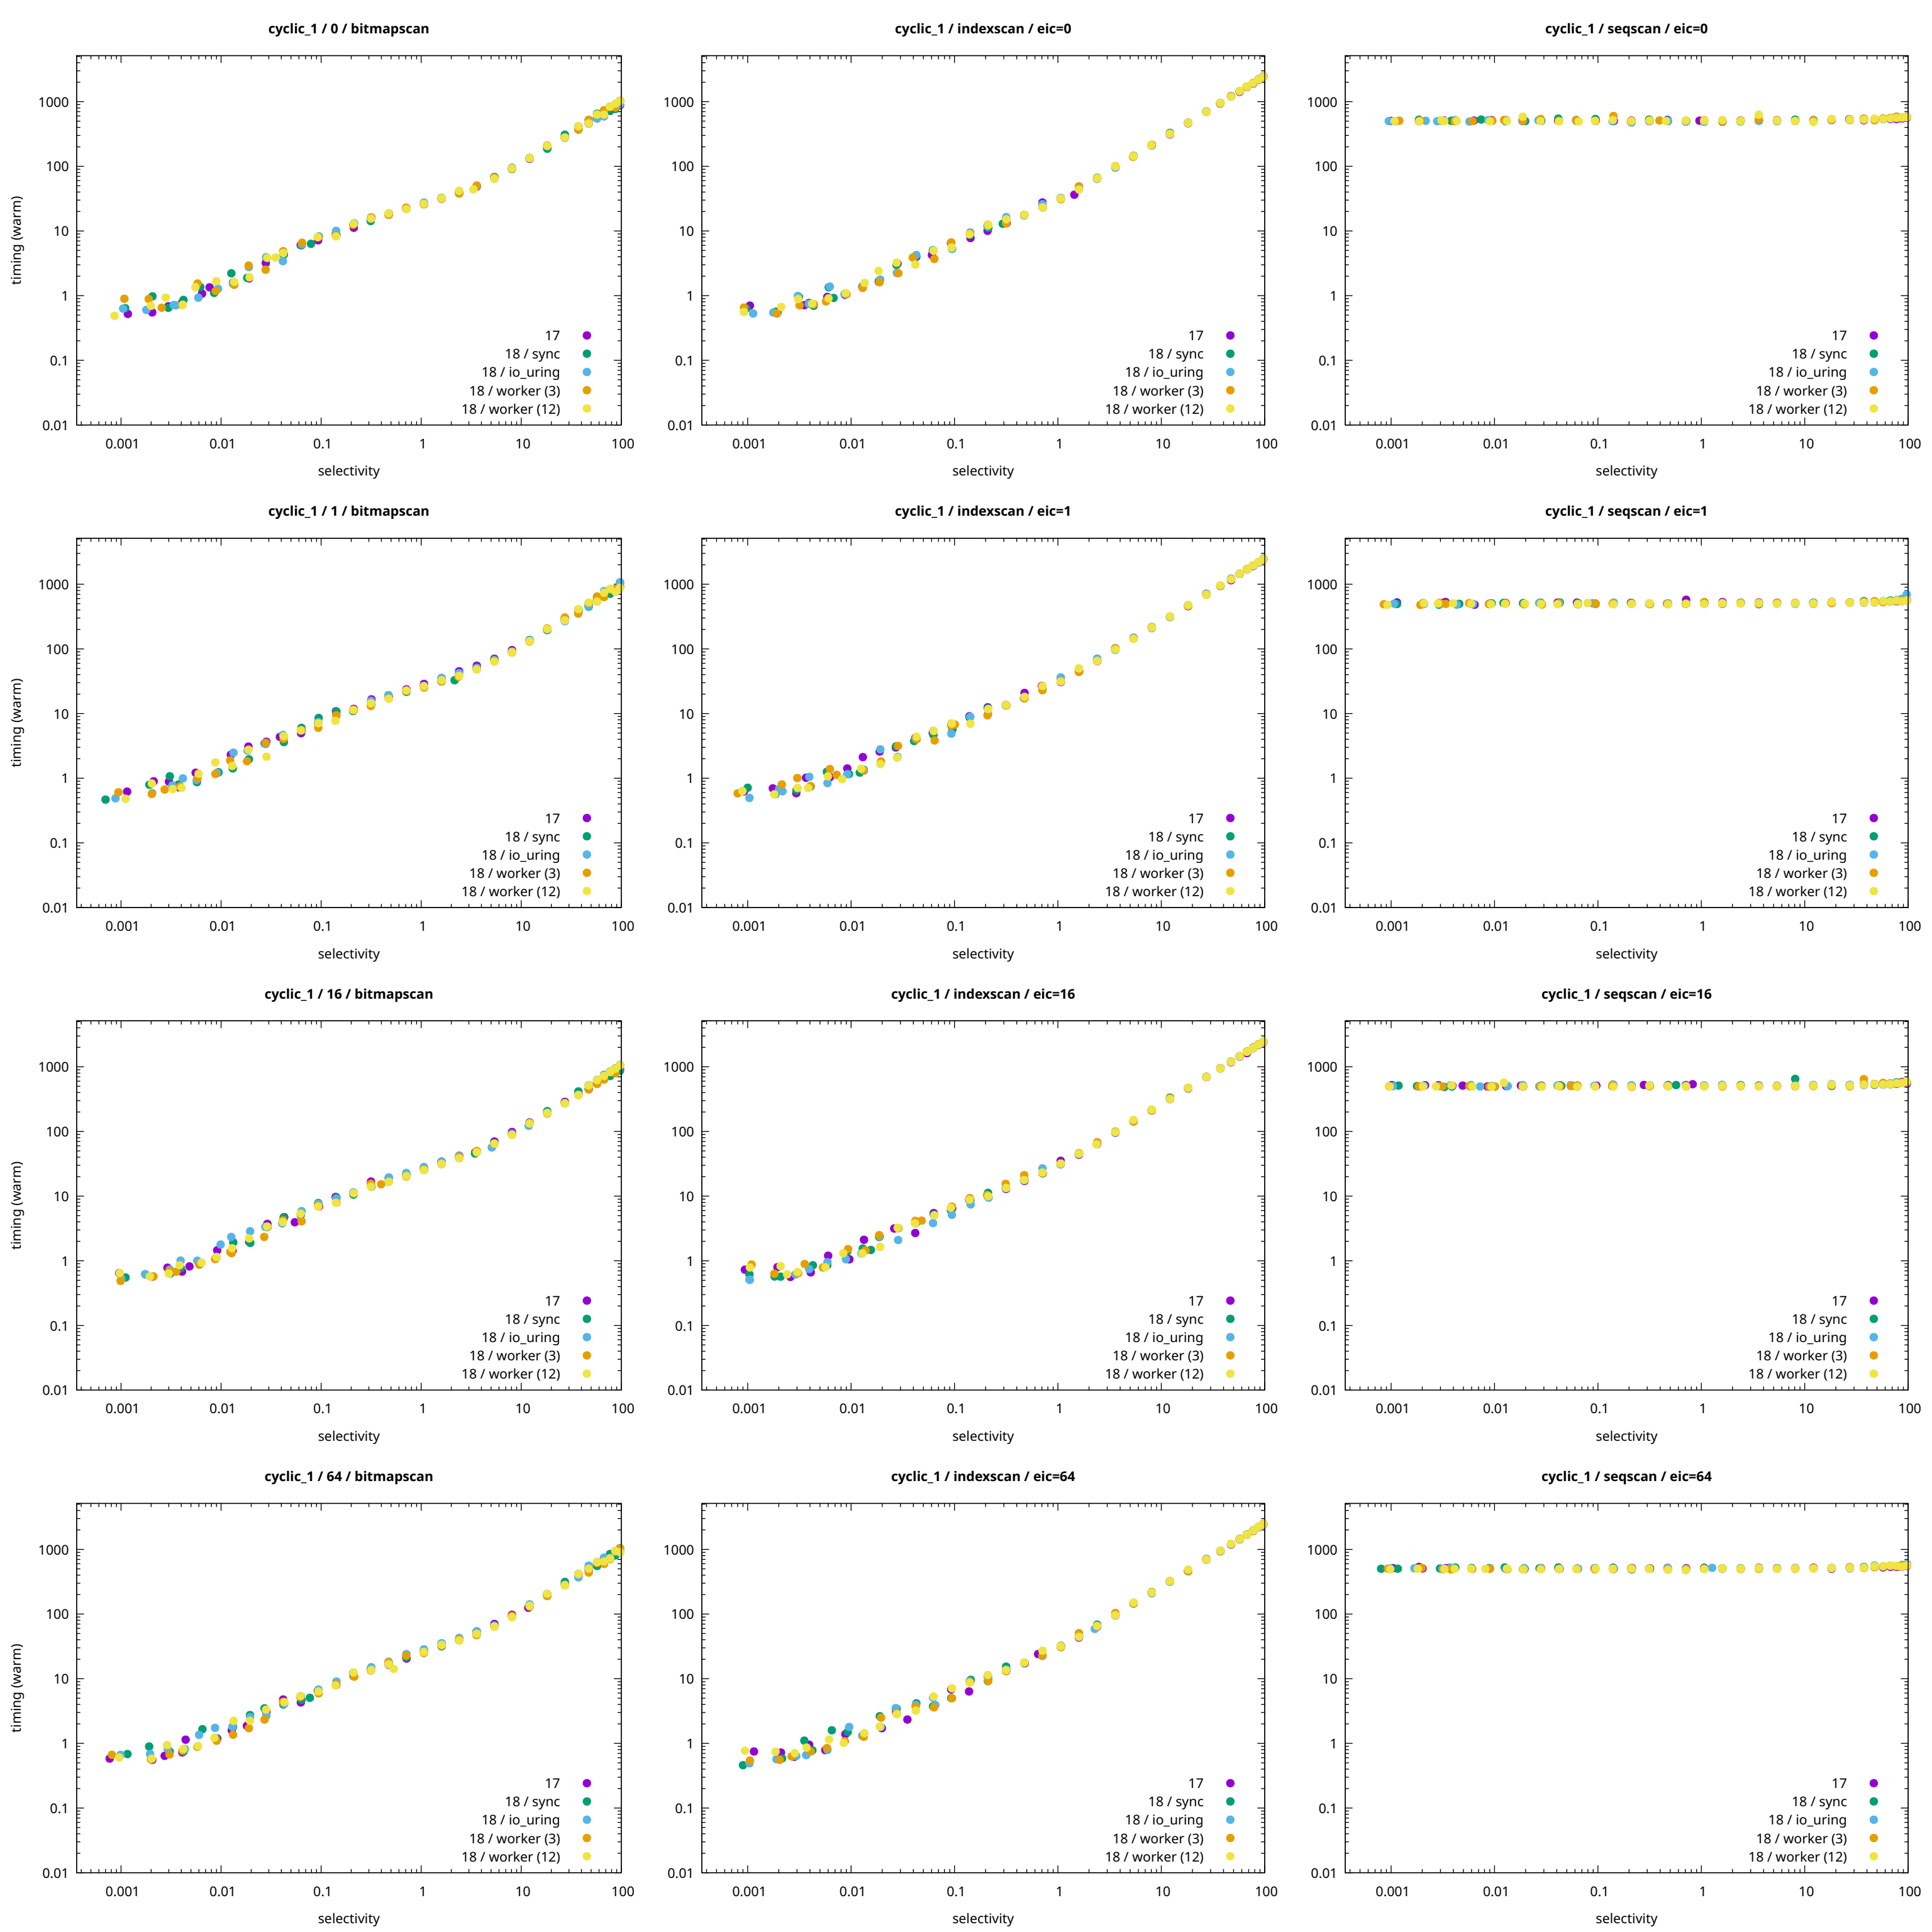 cyclic_1 / 0 / bitmapscan
timing (warm)
1000
100
10
1
0.1
0.01
17
18 / sync
18 / io_uring
18 / worker (3)
18 / worker (12)
0.001 0.01 0.1 1 10 100
selectivity
cyclic_1 / indexscan / eic=0
1000
100
10
1
0.1
0.01
17
18 / sync
18 / io_uring
18 / worker (3)
18 / worker (12)
0.001 0.01 0.1 1 10 100
selectivity
cyclic_1 / seqscan / eic=0
1000
100
10
1
0.1
0.01
17
18 / sync
18 / io_uring
18 / worker (3)
18 / worker (12)
0.001 0.01 0.1 1 10 100
selectivity
cyclic_1 / 1 / bitmapscan
timing (warm)
1000
100
10
1
0.1
0.01
17
18 / sync
18 / io_uring
18 / worker (3)
18 / worker (12)
0.001 0.01 0.1 1 10 100
selectivity
cyclic_1 / indexscan / eic=1
1000
100
10
1
0.1
0.01
17
18 / sync
18 / io_uring
18 / worker (3)
18 / worker (12)
0.001 0.01 0.1 1 10 100
selectivity
cyclic_1 / seqscan / eic=1
1000
100
10
1
0.1
0.01
17
18 / sync
18 / io_uring
18 / worker (3)
18 / worker (12)
0.001 0.01 0.1 1 10 100
selectivity
cyclic_1 / 16 / bitmapscan
timing (warm)
1000
100
10
1
0.1
0.01
17
18 / sync
18 / io_uring
18 / worker (3)
18 / worker (12)
0.001 0.01 0.1 1 10 100
selectivity
cyclic_1 / indexscan / eic=16
1000
100
10
1
0.1
0.01
17
18 / sync
18 / io_uring
18 / worker (3)
18 / worker (12)
0.001 0.01 0.1 1 10 100
selectivity
cyclic_1 / seqscan / eic=16
1000
100
10
1
0.1
0.01
17
18 / sync
18 / io_uring
18 / worker (3)
18 / worker (12)
0.001 0.01 0.1 1 10 100
selectivity
cyclic_1 / 64 / bitmapscan
timing (warm)
1000
100
10
1
0.1
0.01
17
18 / sync
18 / io_uring
18 / worker (3)
18 / worker (12)
0.001 0.01 0.1 1 10 100
selectivity
cyclic_1 / indexscan / eic=64
1000
100
10
1
0.1
0.01
17
18 / sync
18 / io_uring
18 / worker (3)
18 / worker (12)
0.001 0.01 0.1 1 10 100
selectivity
cyclic_1 / seqscan / eic=64
1000
100
10
1
0.1
0.01
17
18 / sync
18 / io_uring
18 / worker (3)
18 / worker (12)
0.001 0.01 0.1 1 10 100
selectivity